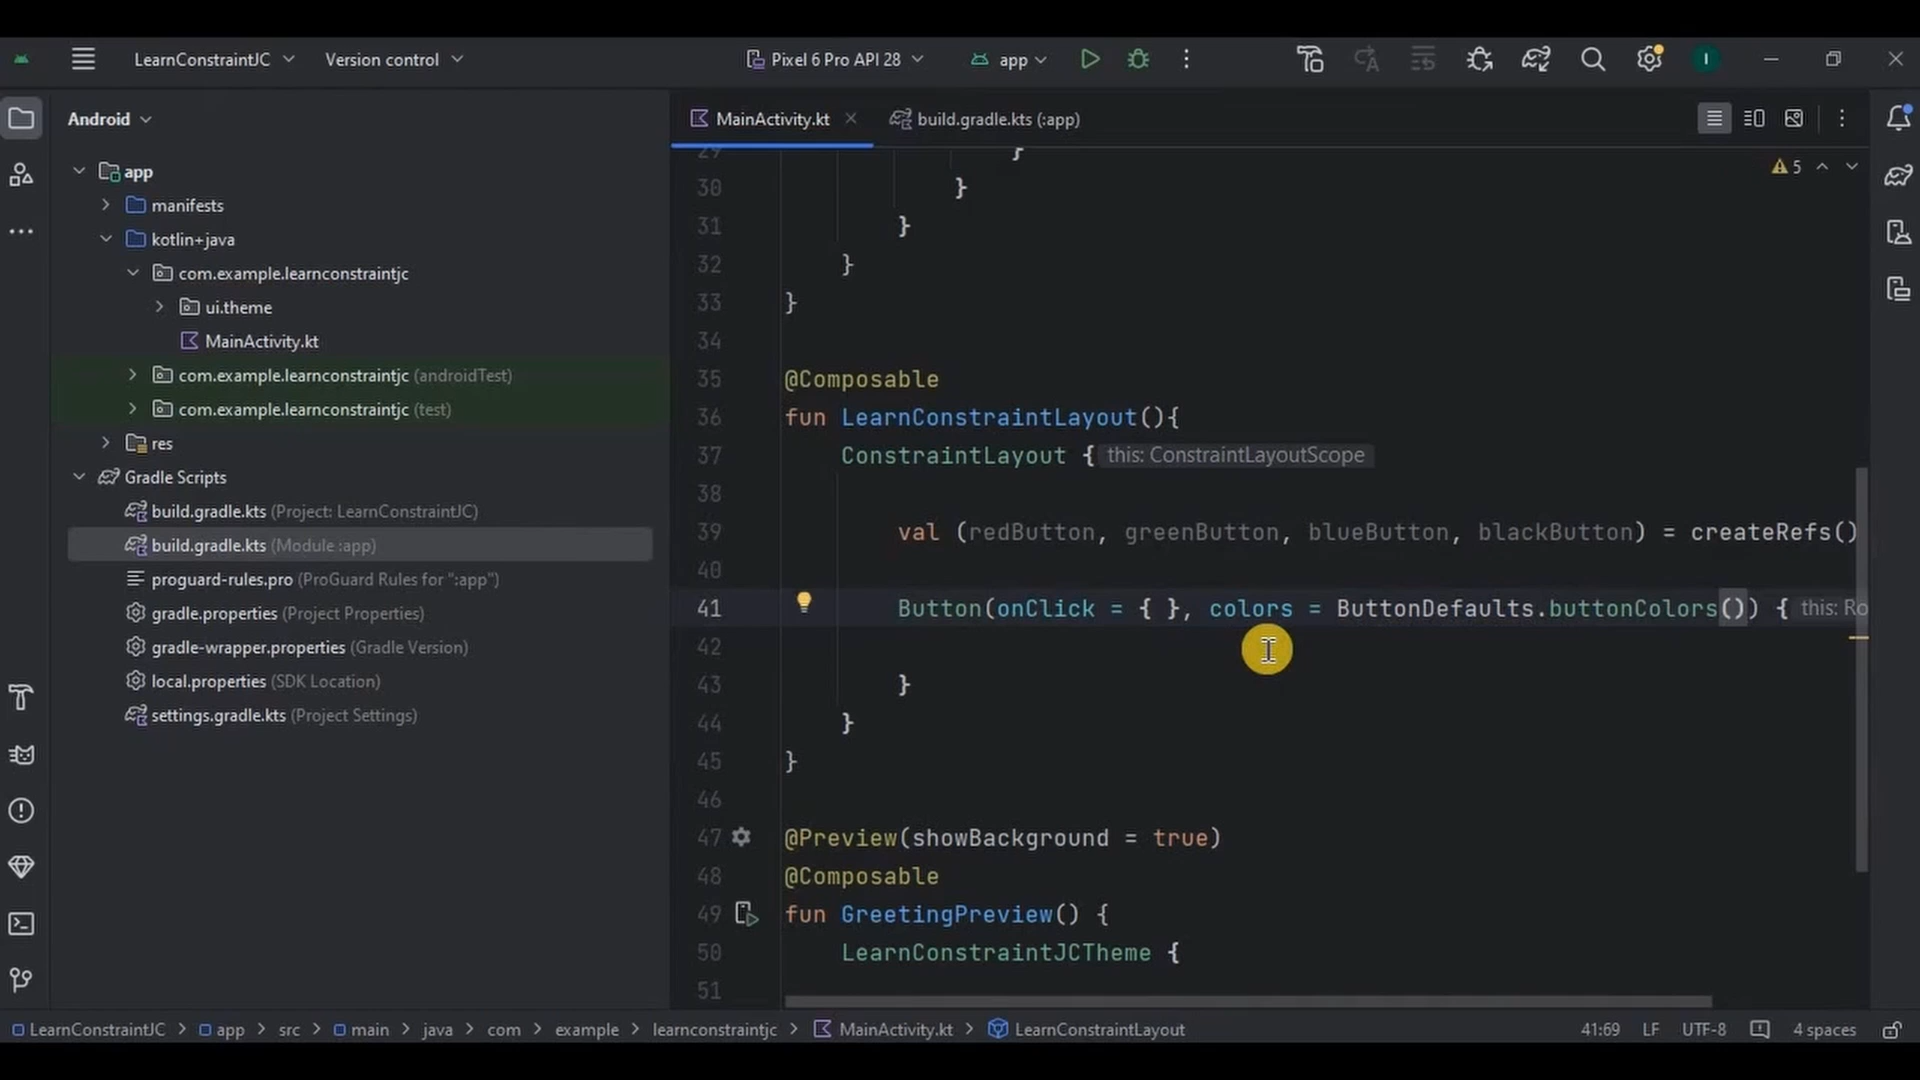 LearnConstraintJC
Version control
Pixel 6 Pro API 28
app
I
Android
MainActivity.kt
build.gradle.kts (:app)
app
manifests
kotlin+java
com.example.learnconstraintjc
ui.theme
MainActivity.kt
com.example.learnconstraintjc (androidTest)
com.example.learnconstraintjc (test)
res
Gradle Scripts
build.gradle.kts (Project: LearnConstraintJC)
build.gradle.kts (Module :app)
proguard-rules.pro (ProGuard Rules for ":app")
gradle.properties (Project Properties)
gradle-wrapper.properties (Gradle Version)
local.properties (SDK Location)
settings.gradle.kts (Project Settings)
5
29 }
30 }
31 }
32 }
33 }
34
35 @Composable
36 fun LearnConstraintLayout(){
37 ConstraintLayout { this: ConstraintLayoutScope
38
39 val (redButton, greenButton, blueButton, blackButton) = createRefs()
40
41 Button(onClick = { }, colors = ButtonDefaults.buttonColors()) { this: Ro
42
43 }
44 }
45 }
46
47 @Preview(showBackground = true)
48 @Composable
49 fun GreetingPreview() {
50 LearnConstraintJCTheme {
51
LearnConstraintJC > app > src > main > java > com > example > learnconstraintjc > MainActivity.kt > LearnConstraintLayout
41:69 LF UTF-8 4 spaces